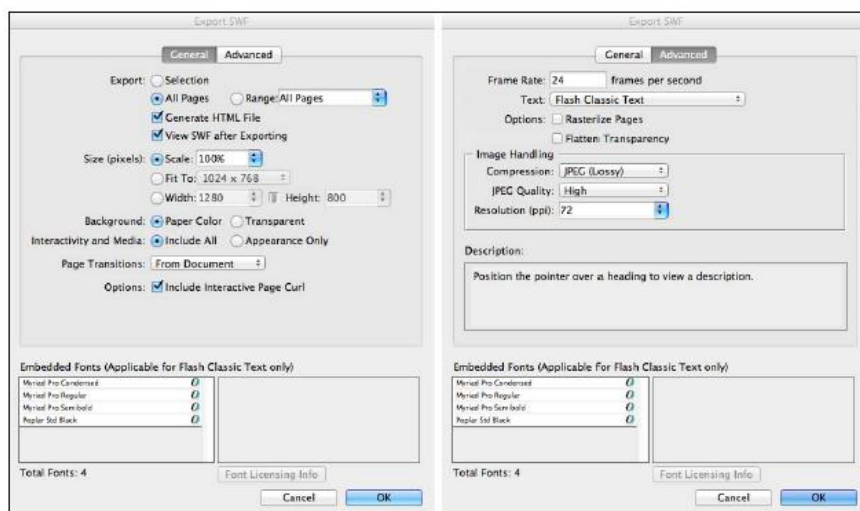 Export SWF
General Advanced
Export: Selection
All Pages Range: All Pages
Generate HTML File
View SWF after Exporting
Size (pixels): Scale: 100%
Fit To: 1024 x 768
Width: 1280 Height: 800
Background: Paper Color Transparent
Interactivity and Media: Include All Appearance Only
Page Transitions: From Document
Options: Include Interactive Page Curl
Embedded Fonts (Applicable for Flash Classic Text only)
Myriad Pro Condensed
Myriad Pro Regular
Myriad Pro Semibold
Poplar Std Black
Total Fonts: 4
Font Licensing Info
Cancel OK
Export SWF
General Advanced
Frame Rate: 24 frames per second
Text: Flash Classic Text
Options: Rasterize Pages
Flatten Transparency
Image Handling
Compression: JPEG (Lossy)
JPEG Quality: High
Resolution (ppi): 72
Description:
Position the pointer over a heading to view a description.
Embedded Fonts (Applicable for Flash Classic Text only)
Myriad Pro Condensed
Myriad Pro Regular
Myriad Pro Semibold
Poplar Std Black
Total Fonts: 4
Font Licensing Info
Cancel OK